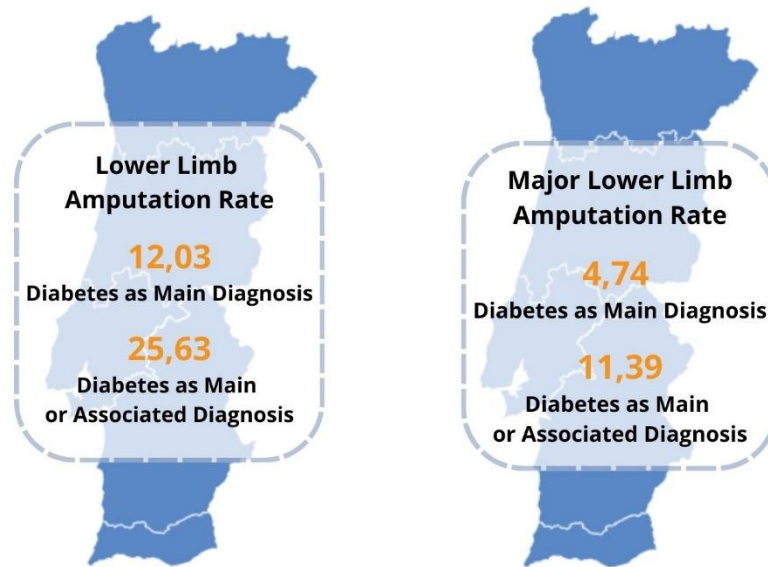 Lower Limb
Amputation Rate
12,03
Diabetes as Main Diagnosis
25,63
Diabetes as Main
or Associated Diagnosis
Major Lower Limb
Amputation Rate
4,74
Diabetes as Main Diagnosis
11,39
Diabetes as Main
or Associated Diagnosis